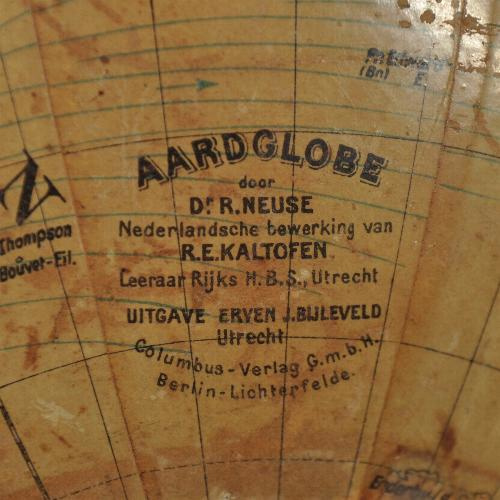 AARDGLOBE
door
Dr. R. NEUSE
Nederlandsche bewerking van
R.E. KALTOFEN
Leeraar Rijks H.B.S., Utrecht
UITGAVE ERVEN J. BIJLEVELD
Utrecht
Columbus-Verlag G.m.b.H.
Berlin-Lichterfelde.
Thompson
Bouvet-Eil.
(Bn)